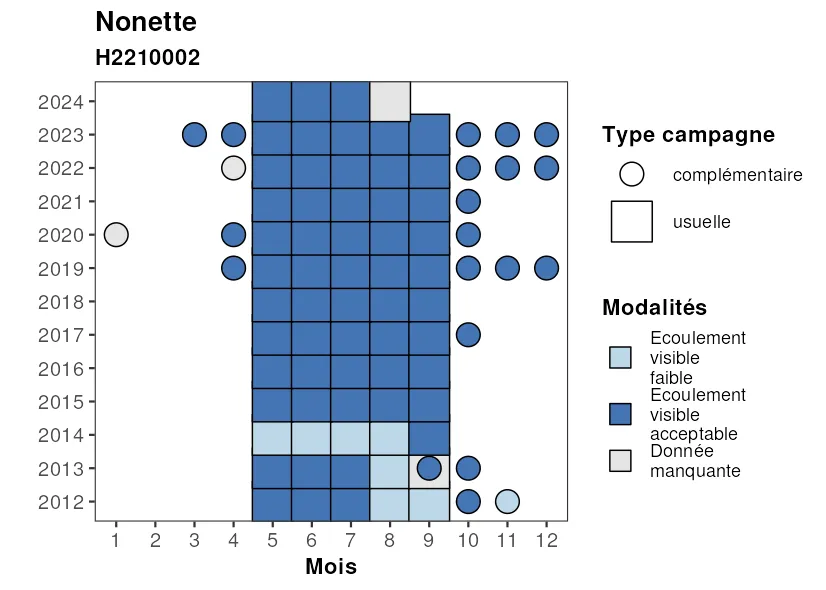 Nonette
H2210002
2024
2023
2022
2021
2020
2019
2018
2017
2016
2015
2014
2013
2012
1 2 3 4 5 6 7 8 9 10 11 12
Mois
Type campagne
complémentaire
usuelle
Modalités
Ecoulement
visible
faible
Ecoulement
visible
acceptable
Donnée
manquante